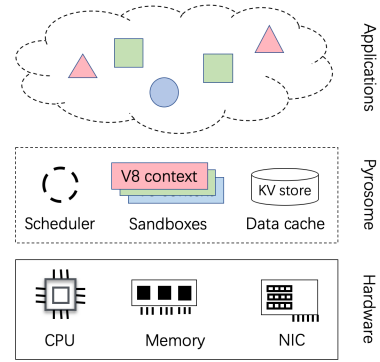 Applications
V8 context
KV store
Scheduler
Sandboxes
Data cache
Pyrosome
CPU
Memory
NIC
Hardware